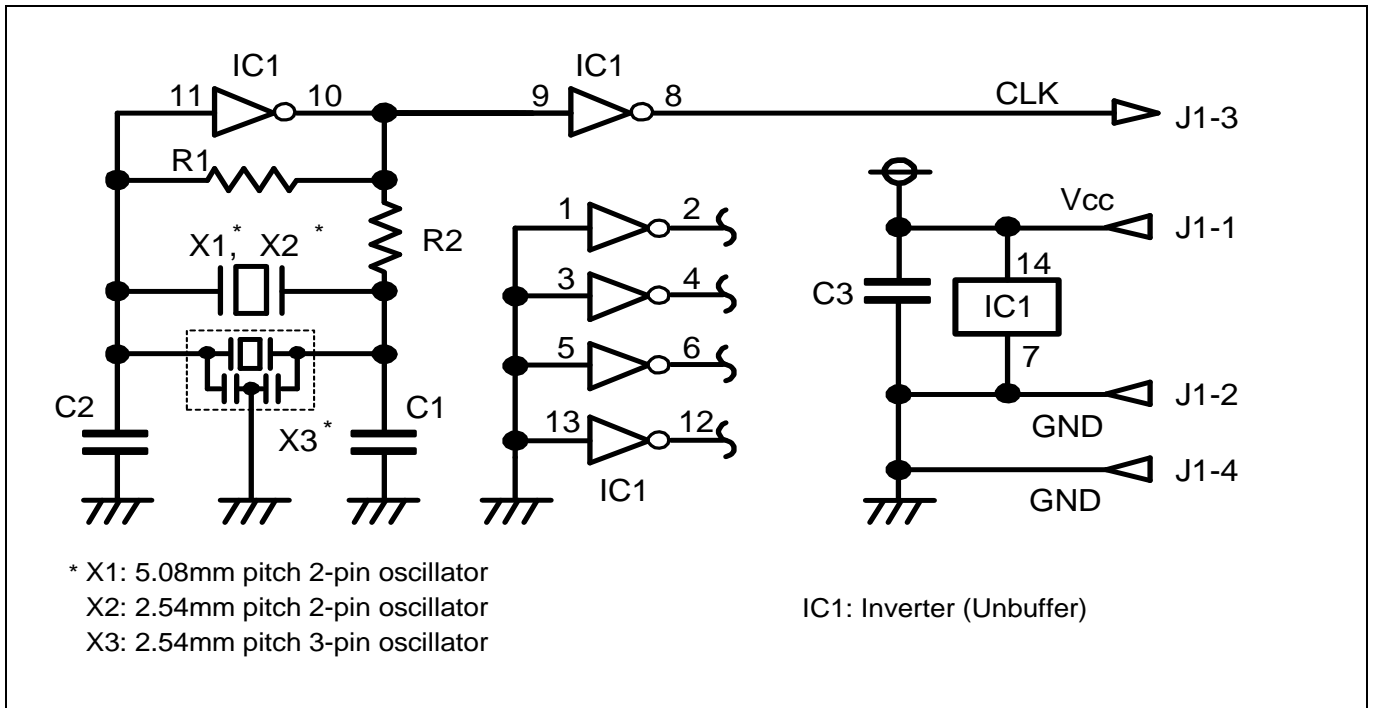 IC1
IC1
11
10
9
8
CLK
J1-3
R1
1
2
Vcc
J1-1
X1,* X2 *
R2
3
4
14
C3
IC1
5
6
7
C2
C1
J1-2
X3 *
13
12
GND
IC1
J1-4
GND
* X1: 5.08mm pitch 2-pin oscillator
X2: 2.54mm pitch 2-pin oscillator
IC1: Inverter (Unbuffer)
X3: 2.54mm pitch 3-pin oscillator